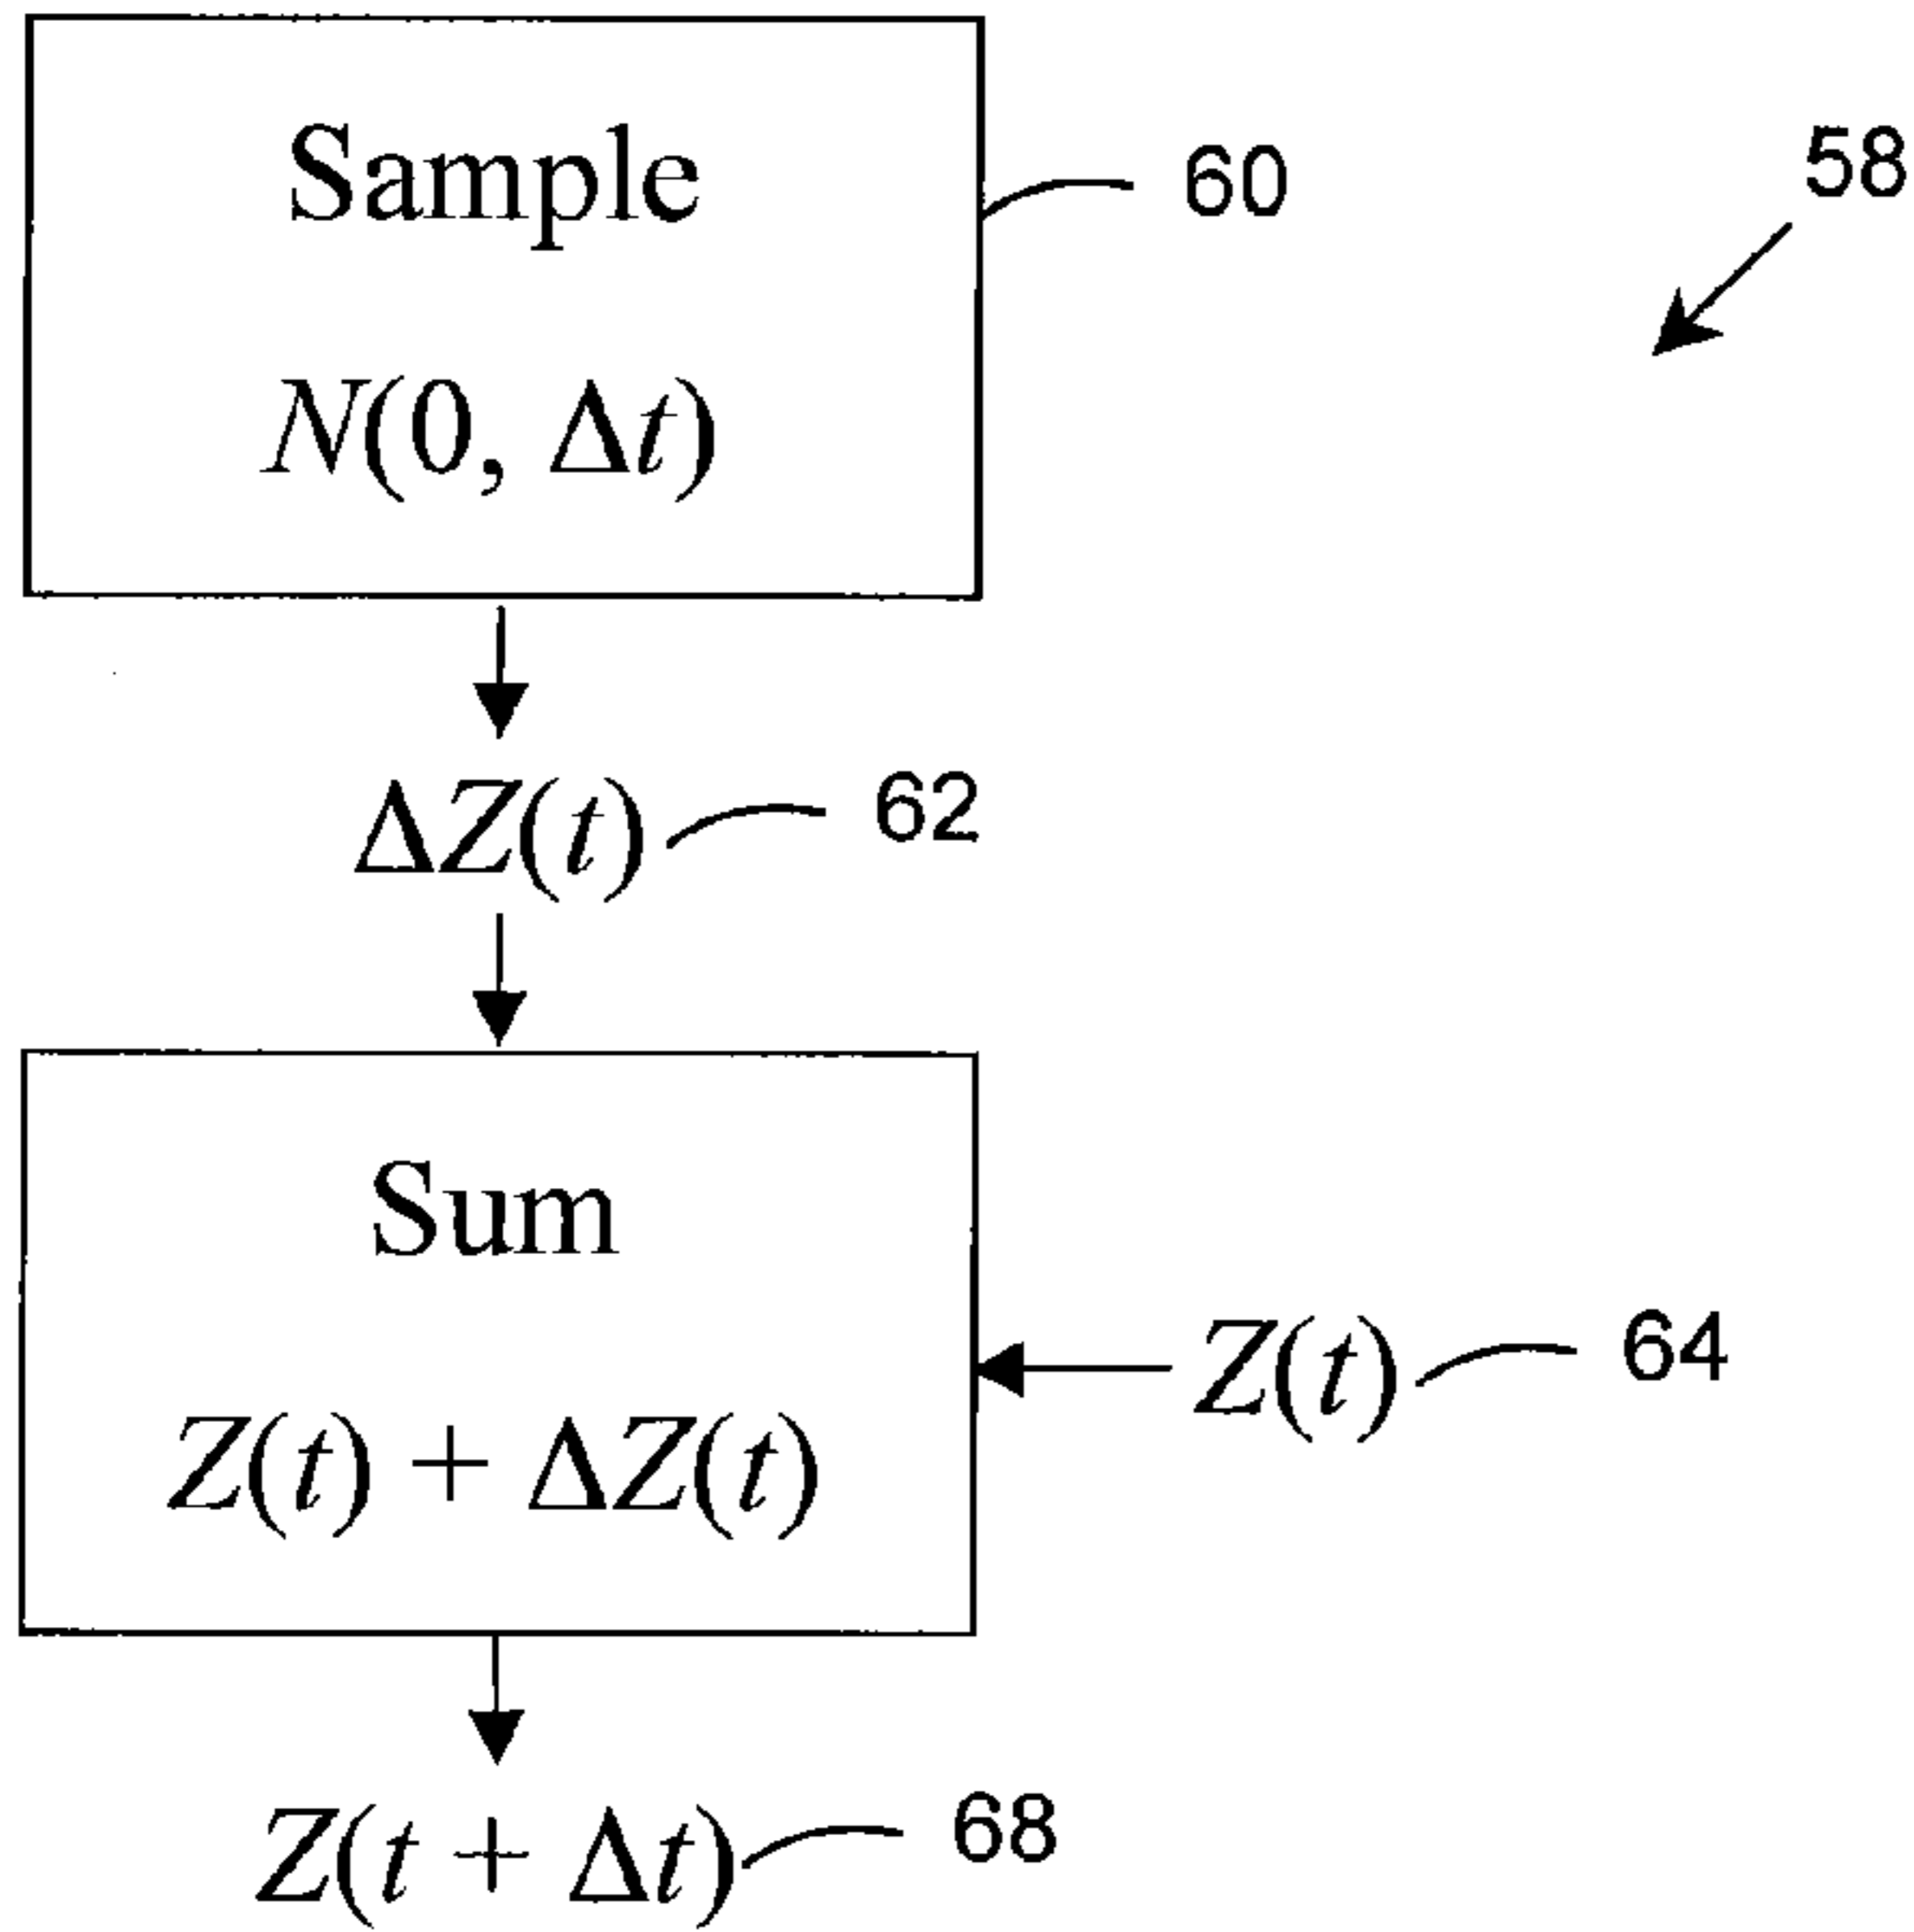 Sample
60
58
N(0, Δt)
ΔZ(t)
62
Sum
Z(t)
64
Z(t) + ΔZ(t)
Z(t + Δt)
68